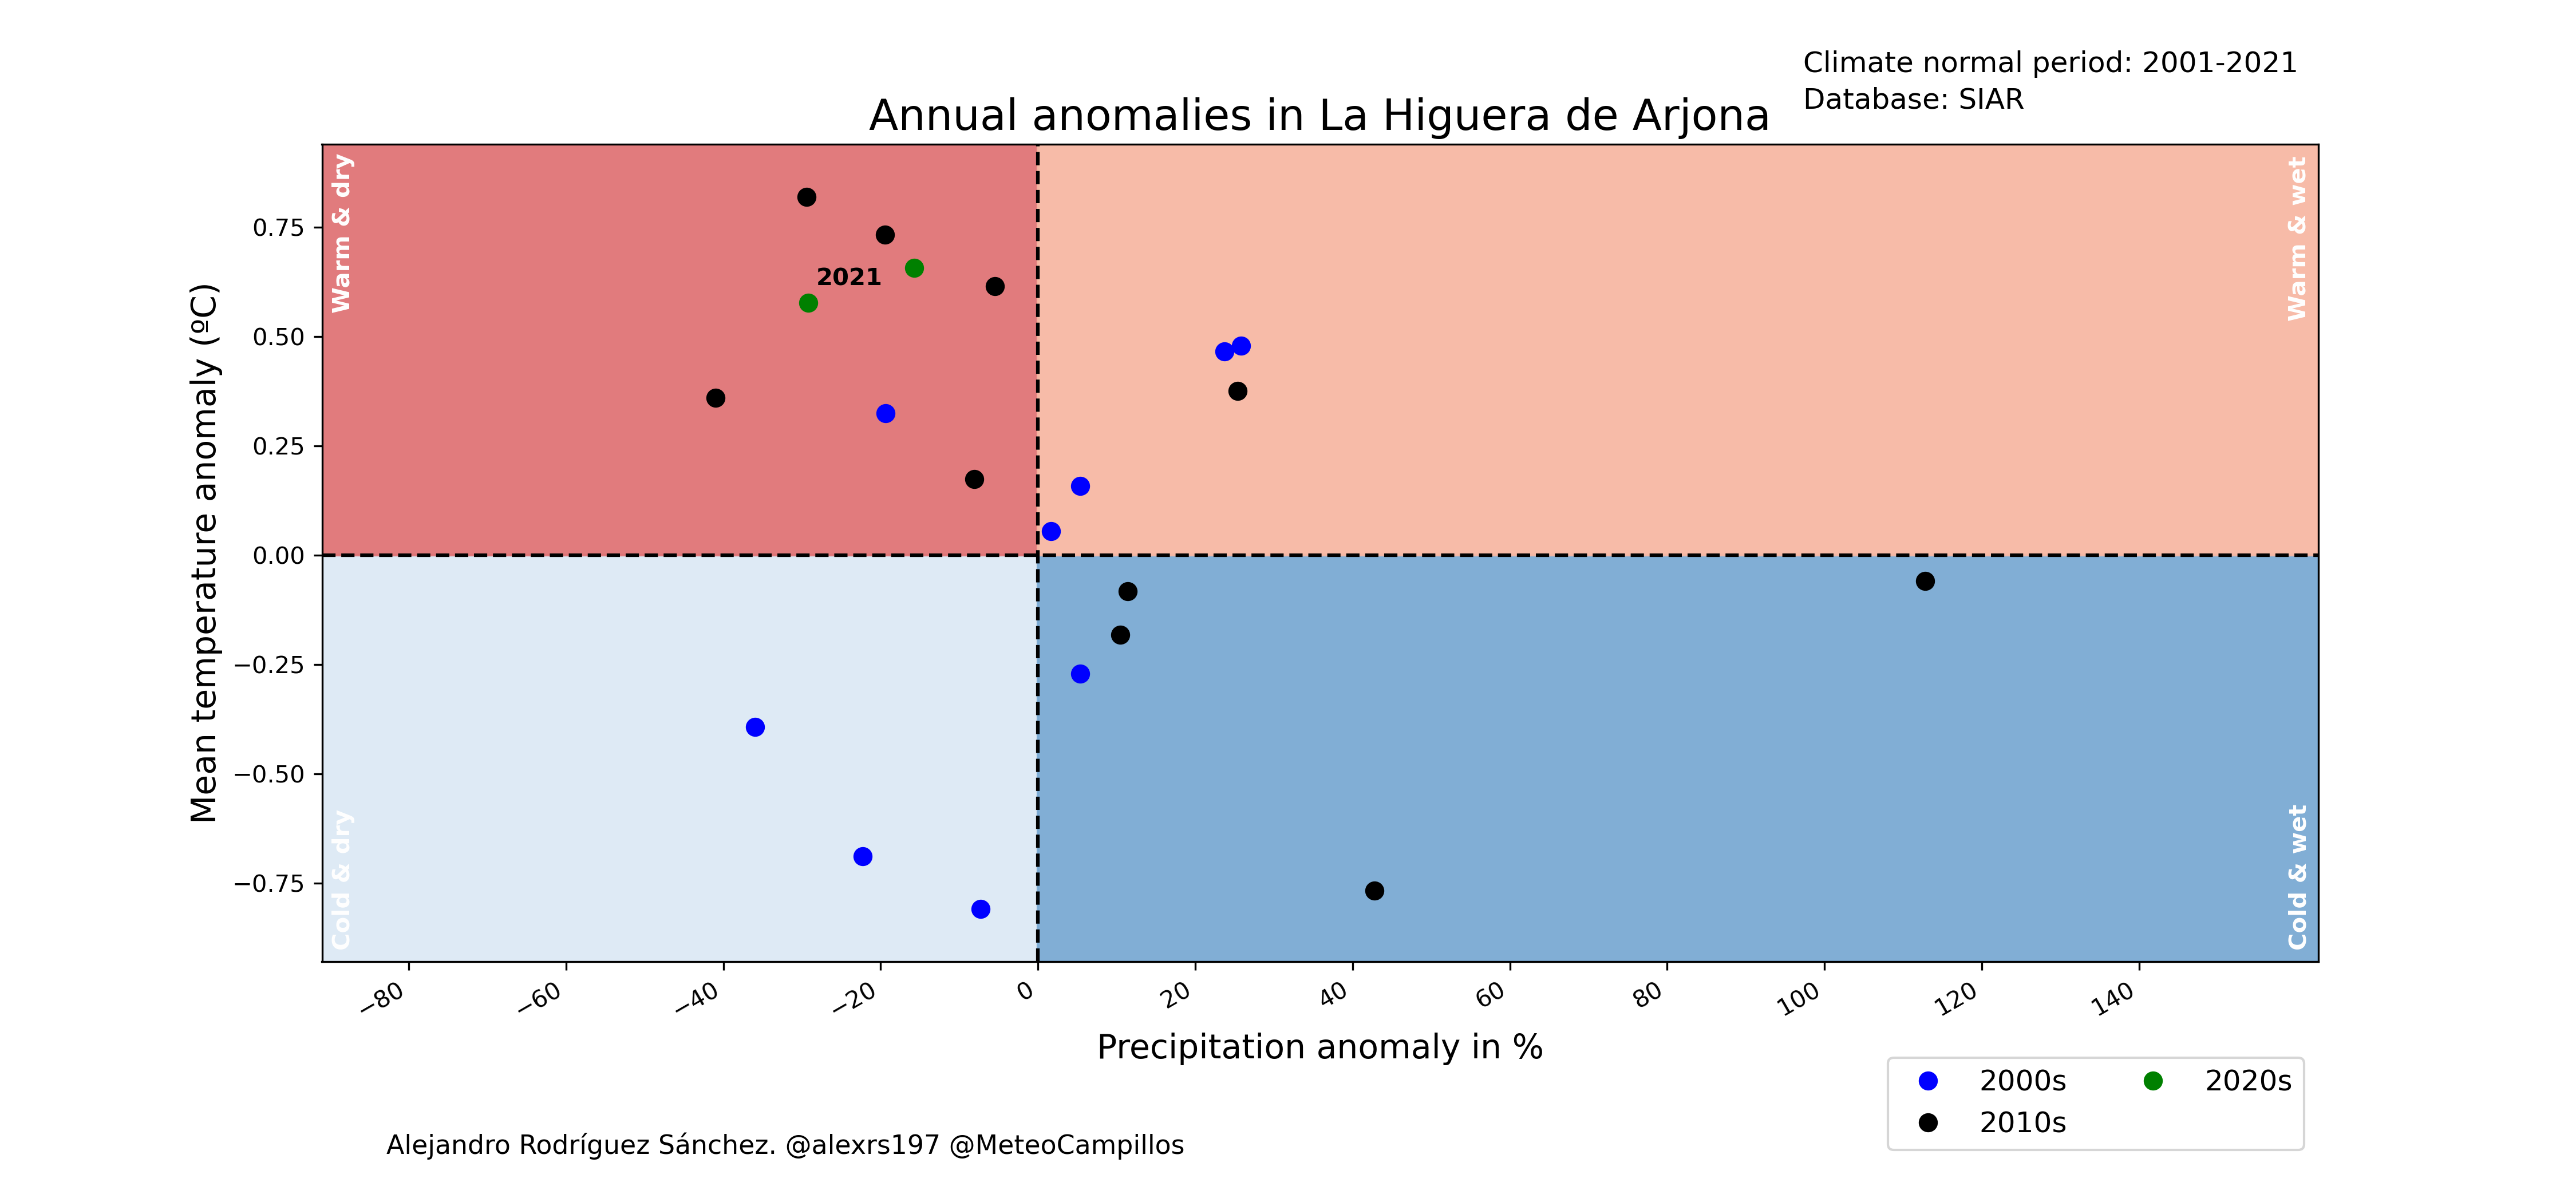 Climate normal period: 2001-2021
Database: SIAR
Annual anomalies in La Higuera de Arjona
Warm & dry
Warm & wet
2021
Mean temperature anomaly (ºC)
0.75
0.50
0.25
0.00
−0.25
−0.50
−0.75
Cold & dry
Cold & wet
−80
−60
−40
−20
0
20
40
60
80
100
120
140
Precipitation anomaly in %
2000s
2010s
2020s
Alejandro Rodríguez Sánchez. @alexrs197 @MeteoCampillos